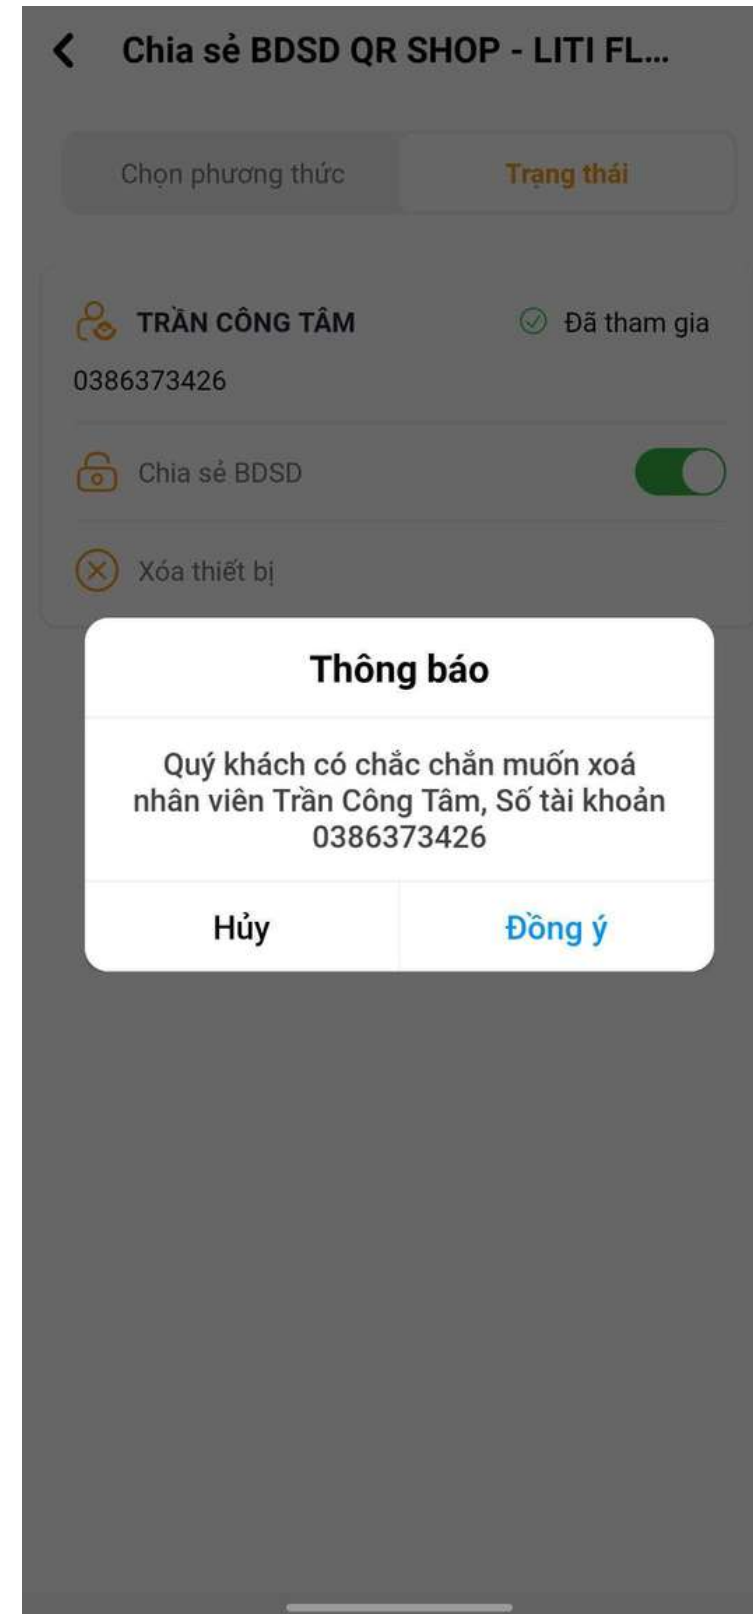 Chia sẻ BDSD QR SHOP - LITI FL...
Chọn phương thức
Trạng thái
TRẦN CÔNG TÂM
Đã tham gia
0386373426
Chia sẻ BDSD
Xóa thiết bị
Thông báo
Quý khách có chắc chắn muốn xoá
nhân viên Trần Công Tâm, Số tài khoản
0386373426
Hủy
Đồng ý